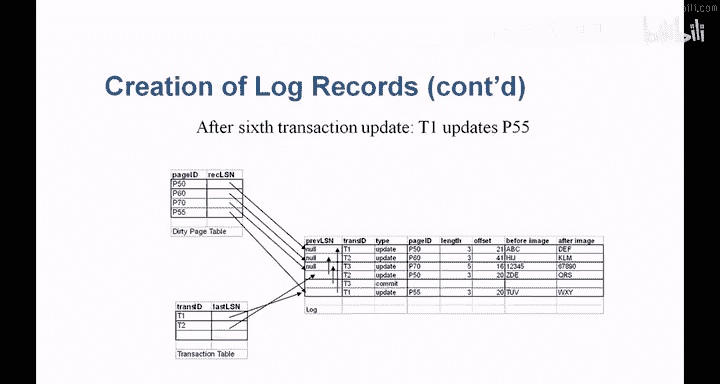 bilibili.com
bilibili
Creation of Log Records (cont'd)
After sixth transaction update: T1 updates P55
pageID recLSN
P50
P60
P70
P55
Dirty Page Table
prevLSN transID type pageID length offset before image after image
null T1 update P50 3 21 ABC DEF
null T2 update P60 3 41 HIJ KLM
null T3 update P70 5 16 12345 67890
T2 update P50 3 20 ZDE QRS
T3 commit
T1 update P55 3 20 TUV WXY
Log
transID lastLSN
T1
T2
Transaction Table